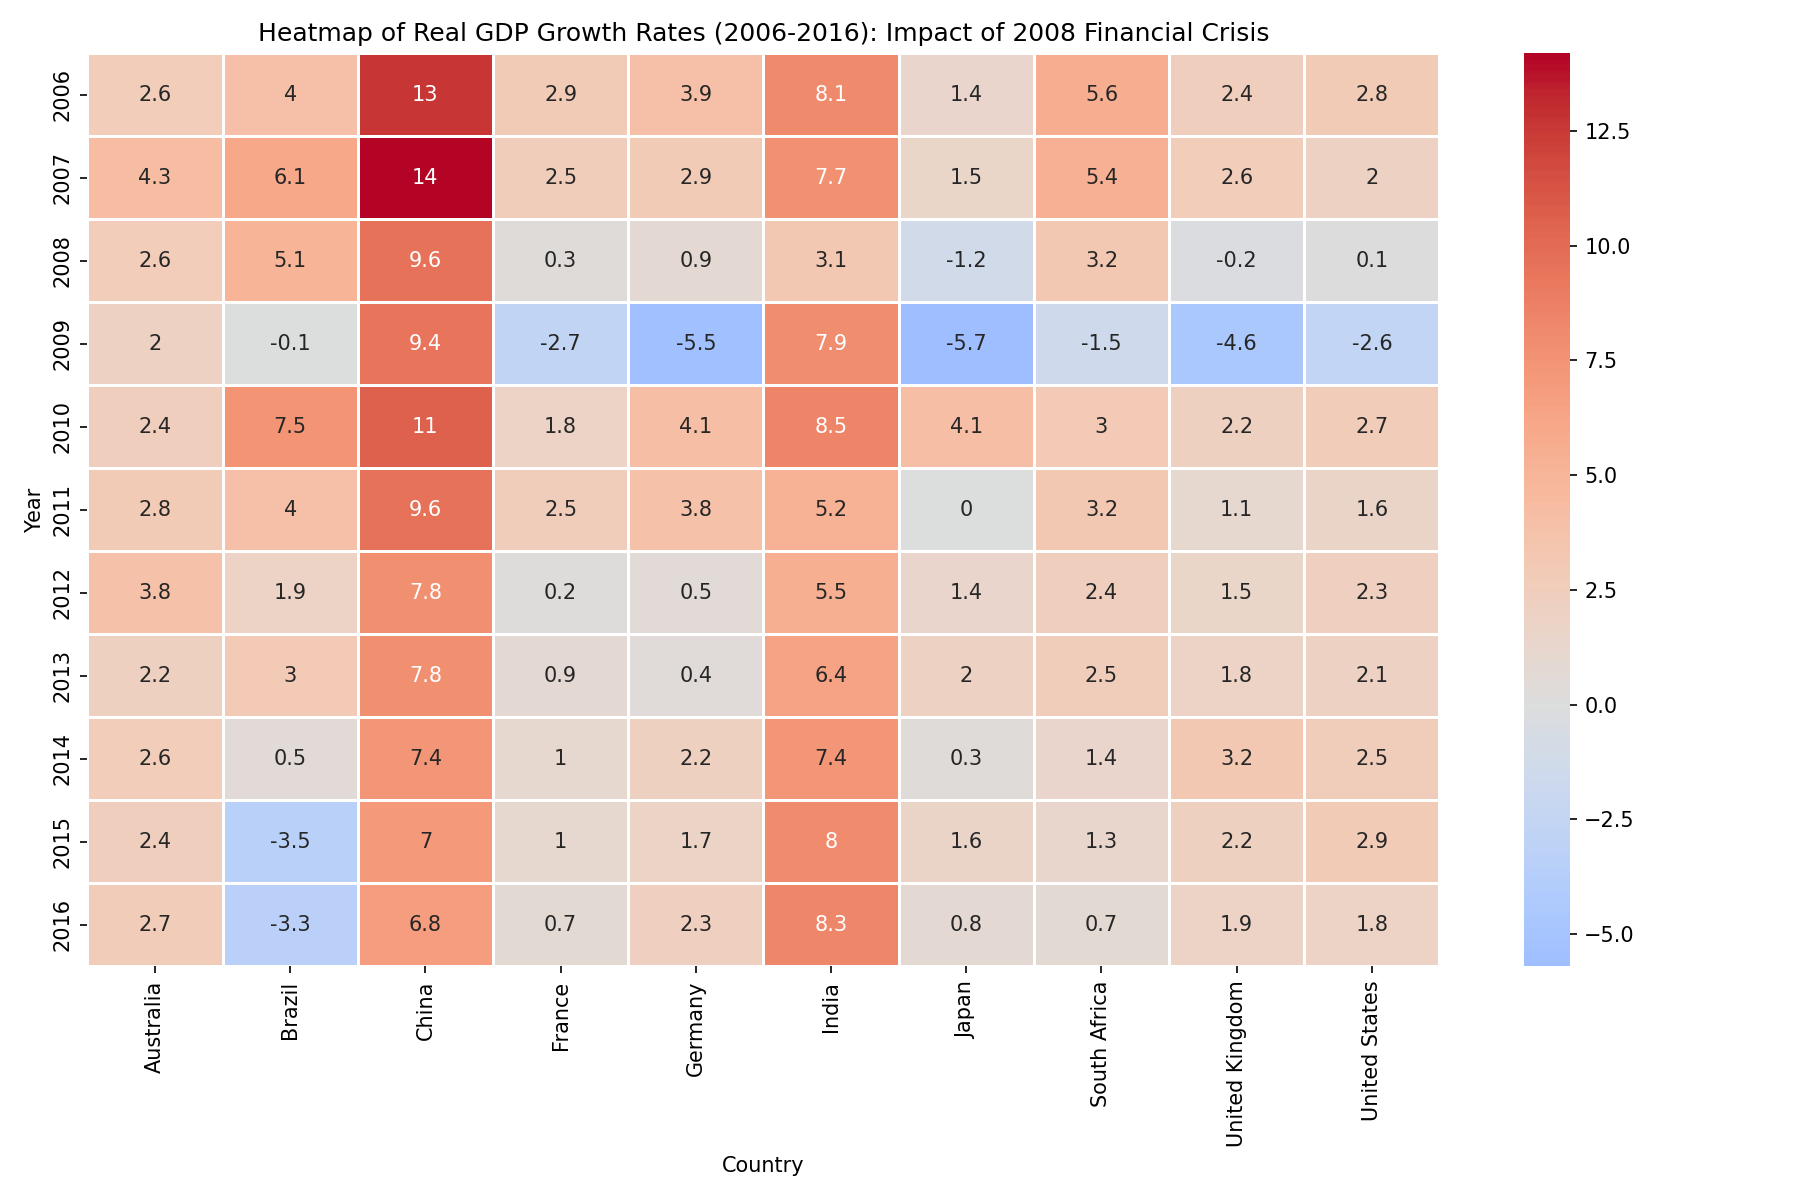 Heatmap of Real GDP Growth Rates (2006-2016): Impact of 2008 Financial Crisis
2006 2.6 4 13 2.9 3.9 8.1 1.4 5.6 2.4 2.8
2007 4.3 6.1 14 2.5 2.9 7.7 1.5 5.4 2.6 2
2008 2.6 5.1 9.6 0.3 0.9 3.1 -1.2 3.2 -0.2 0.1
2009 2 -0.1 9.4 -2.7 -5.5 7.9 -5.7 -1.5 -4.6 -2.6
2010 2.4 7.5 11 1.8 4.1 8.5 4.1 3 2.2 2.7
2011 2.8 4 9.6 2.5 3.8 5.2 0 3.2 1.1 1.6
2012 3.8 1.9 7.8 0.2 0.5 5.5 1.4 2.4 1.5 2.3
2013 2.2 3 7.8 0.9 0.4 6.4 2 2.5 1.8 2.1
2014 2.6 0.5 7.4 1 2.2 7.4 0.3 1.4 3.2 2.5
2015 2.4 -3.5 7 1 1.7 8 1.6 1.3 2.2 2.9
2016 2.7 -3.3 6.8 0.7 2.3 8.3 0.8 0.7 1.9 1.8
Year
Australia Brazil China France Germany India Japan South Africa United Kingdom United States
Country
12.5
10.0
7.5
5.0
2.5
0.0
−2.5
−5.0